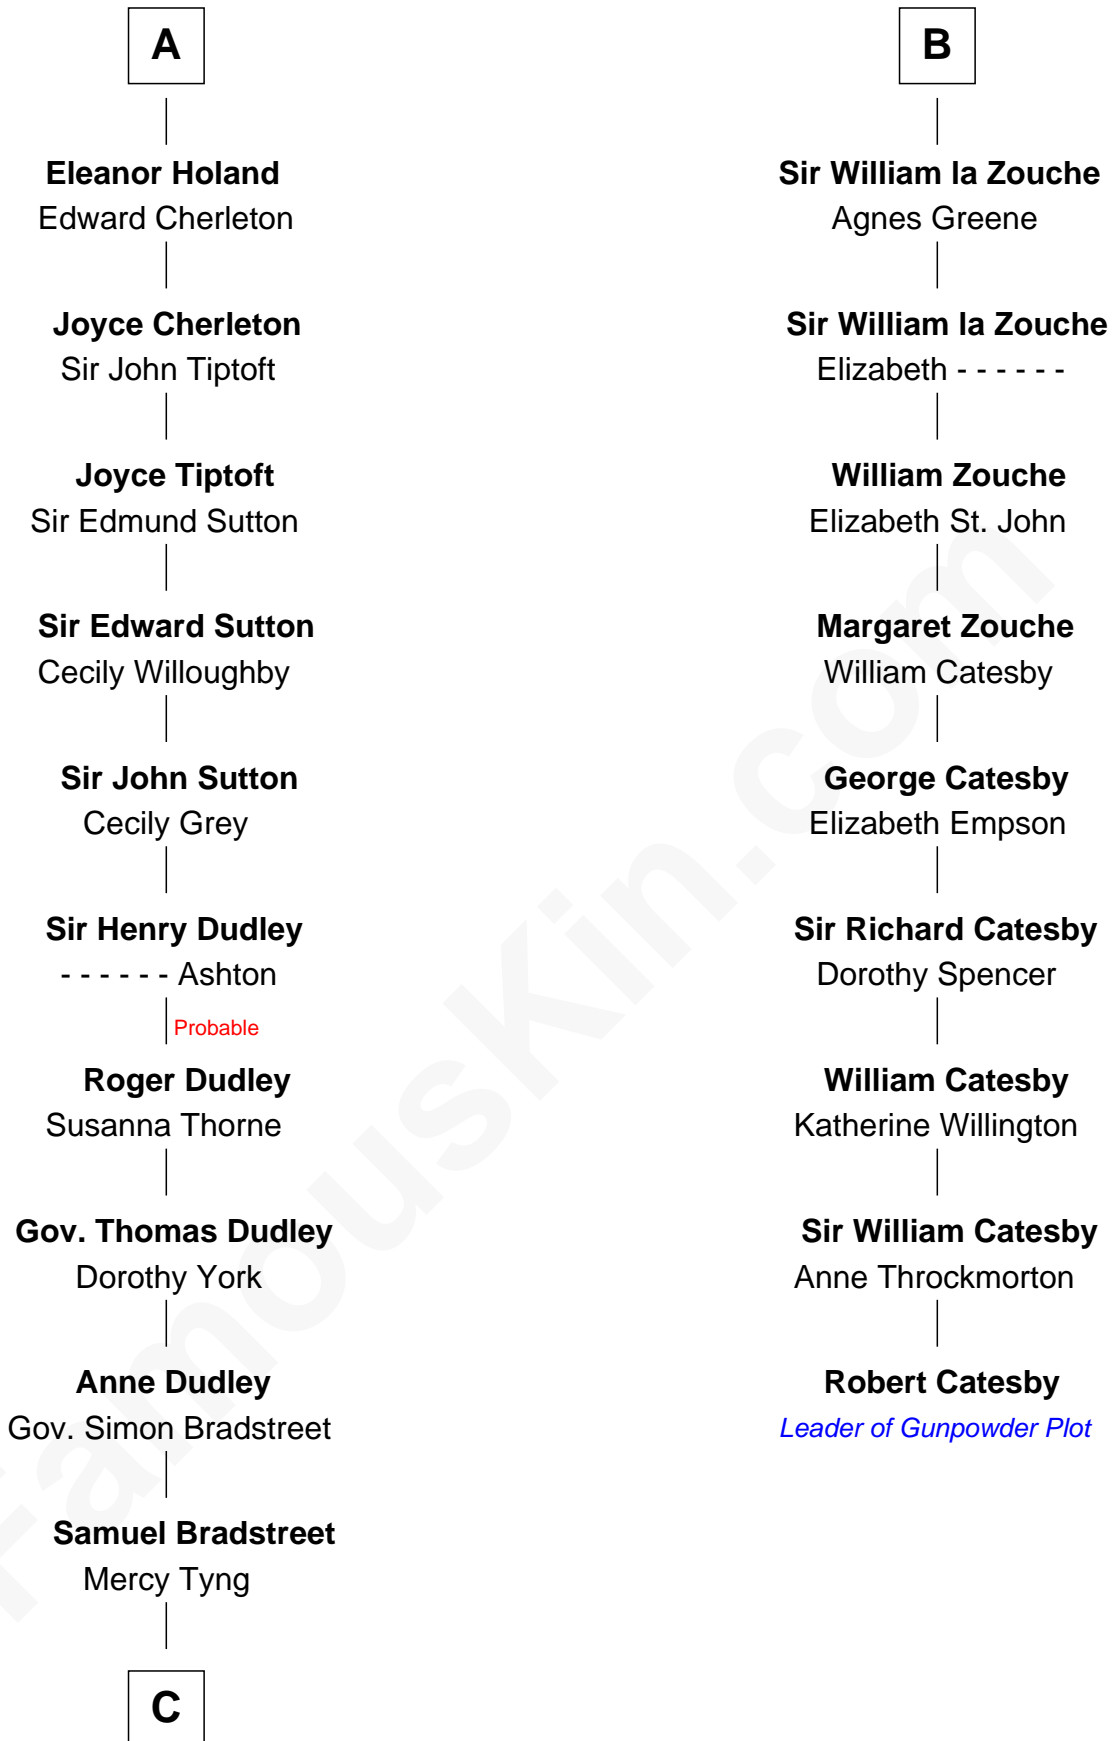 A
Eleanor Holand
Edward Cherleton
Joyce Cherleton
Sir John Tiptoft
Joyce Tiptoft
Sir Edmund Sutton
Sir Edward Sutton
Cecily Willoughby
Sir John Sutton
Cecily Grey
Sir Henry Dudley
- - - - - - Ashton
Probable
Roger Dudley
Susanna Thorne
Gov. Thomas Dudley
Dorothy York
Anne Dudley
Gov. Simon Bradstreet
Samuel Bradstreet
Mercy Tyng
C
B
Sir William la Zouche
Agnes Greene
Sir William la Zouche
Elizabeth - - - - - -
William Zouche
Elizabeth St. John
Margaret Zouche
William Catesby
George Catesby
Elizabeth Empson
Sir Richard Catesby
Dorothy Spencer
William Catesby
Katherine Willington
Sir William Catesby
Anne Throckmorton
Robert Catesby
Leader of Gunpowder Plot
FamousKin.com